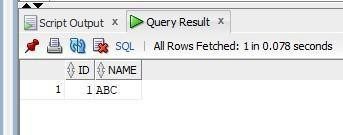 Script Output x Query Result x
SQL | All Rows Fetched: 1 in 0.078 seconds
ID NAME
1 1 ABC